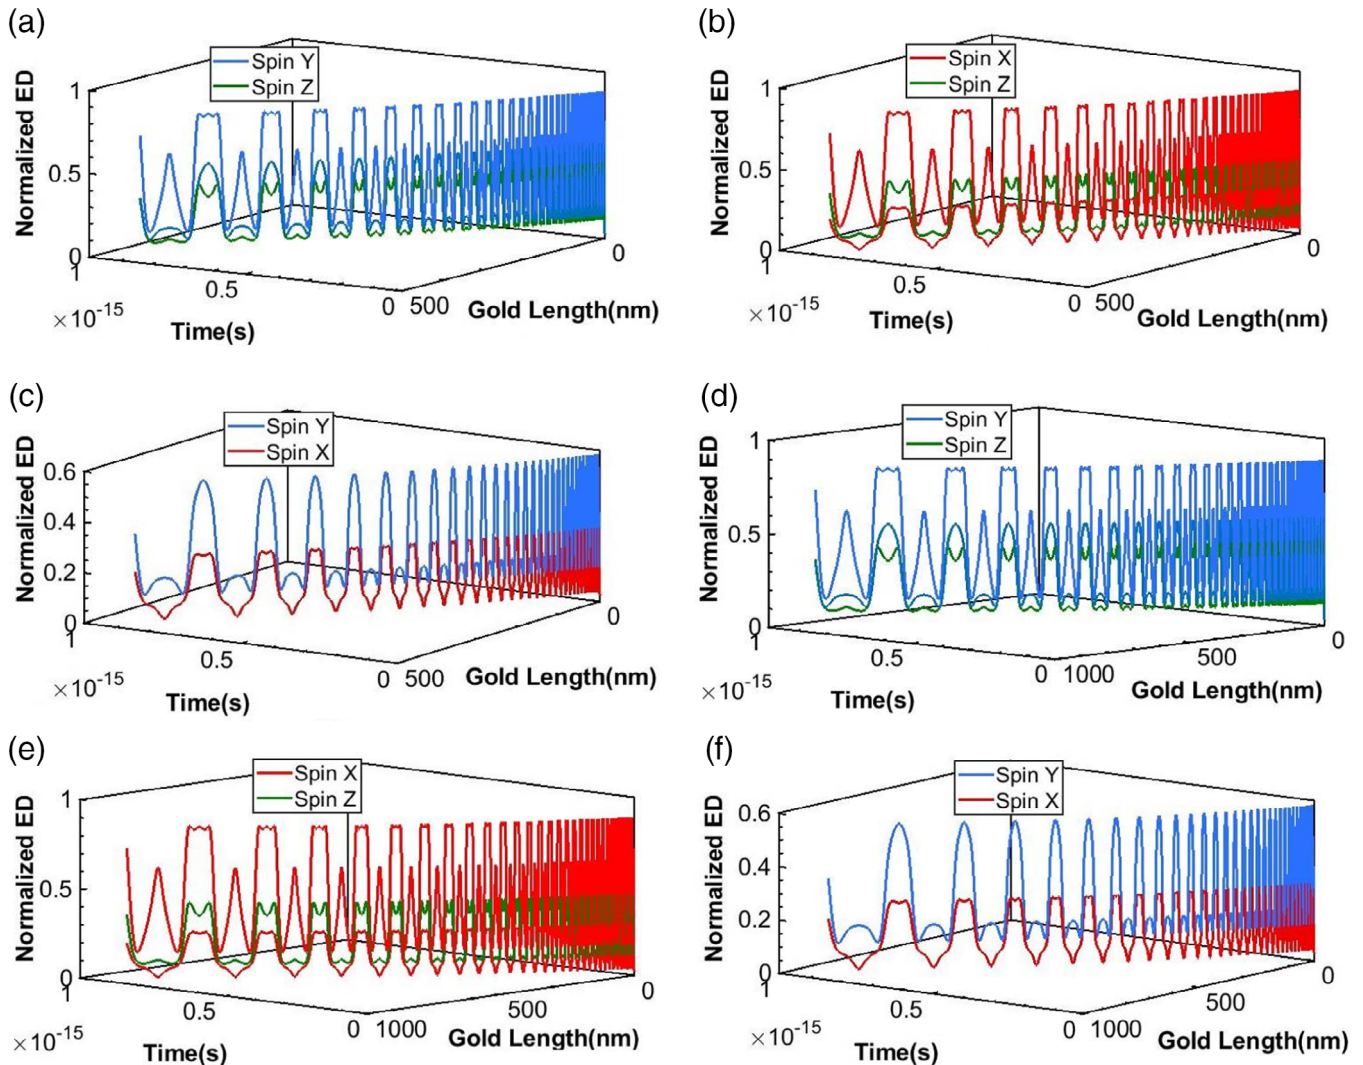 (a)
Spin Y
Spin Z
Normalized ED
1
0.5
0
1
0.5
0 500
0
×10-15
Time(s)
Gold Length(nm)
(b)
Spin X
Spin Z
Normalized ED
1
0.5
0
1
0.5
0 500
0
×10-15
Time(s)
Gold Length(nm)
(c)
Spin Y
Spin X
Normalized ED
0.6
0.4
0.2
0
1
0.5
0 500
0
×10-15
Time(s)
Gold Length(nm)
(d)
Spin Y
Spin Z
Normalized ED
1
0.5
0
1
0.5
0 1000
500
0
×10-15
Time(s)
Gold Length(nm)
(e)
Spin X
Spin Z
Normalized ED
1
0.5
0
1
0.5
0 1000
500
0
×10-15
Time(s)
Gold Length(nm)
(f)
Spin Y
Spin X
Normalized ED
0.6
0.4
0.2
0
1
0.5
0 1000
500
0
×10-15
Time(s)
Gold Length(nm)